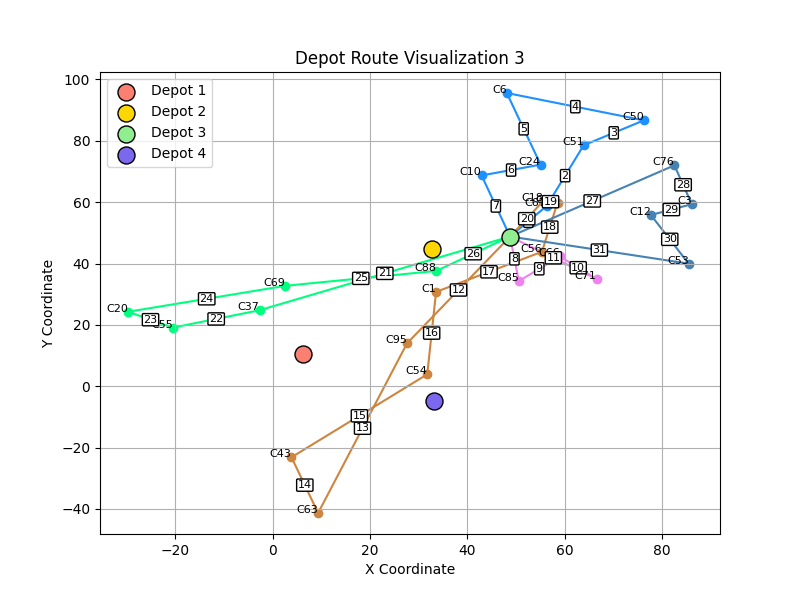 Depot Route Visualization 3
Depot 1
Depot 2
Depot 3
Depot 4
100
80
60
40
20
0
−20
−40
Y Coordinate
−20
0
20
40
60
80
X Coordinate
C6
4
C50
5
3
C51
C24
6
C10
2
7
C76
28
27
C3
29
C12
30
C53
31
19
20
18
C56
8
11
10
C71
9
C85
17
26
C88
21
25
C69
24
C20
23
22
C37
C1
12
16
C95
C54
15
13
C43
14
C63